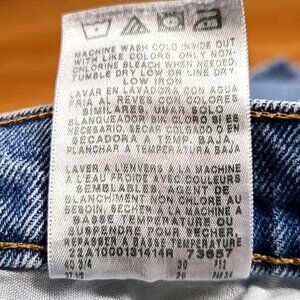 MACHINE WASH COLD INSIDE OUT
WITH LIKE COLORS. ONLY NON-
CHLORINE BLEACH WHEN NEEDED.
TUMBLE DRY LOW OR LINE DRY
LOW IRON
LAVAR EN LAVADORA CON AGUA
FRIA AL REVES CON COLORES
SIMILARES. USAR SOLO
BLANQUEADOR SIN CLORO SI ES
NECESARIO. SECAR COLGADO O EN
SECADORA A TEMP. BAJA.
PLANCHAR A TEMPERATURA BAJA
LAVER A L'ENVERS A LA MACHINE
A L'EAU FROID AVEC COULEURS
SEMBLABLES. AGENT DE
BLANCHIMENT NON CHLORE AU
BESOIN. SECHER A LA MACHINE A
BASSE TEMPERATURE OU
SUSPENDRE POUR SECHER.
REPASSER A BASSE TEMPERATURE
22A1000131414R 73657